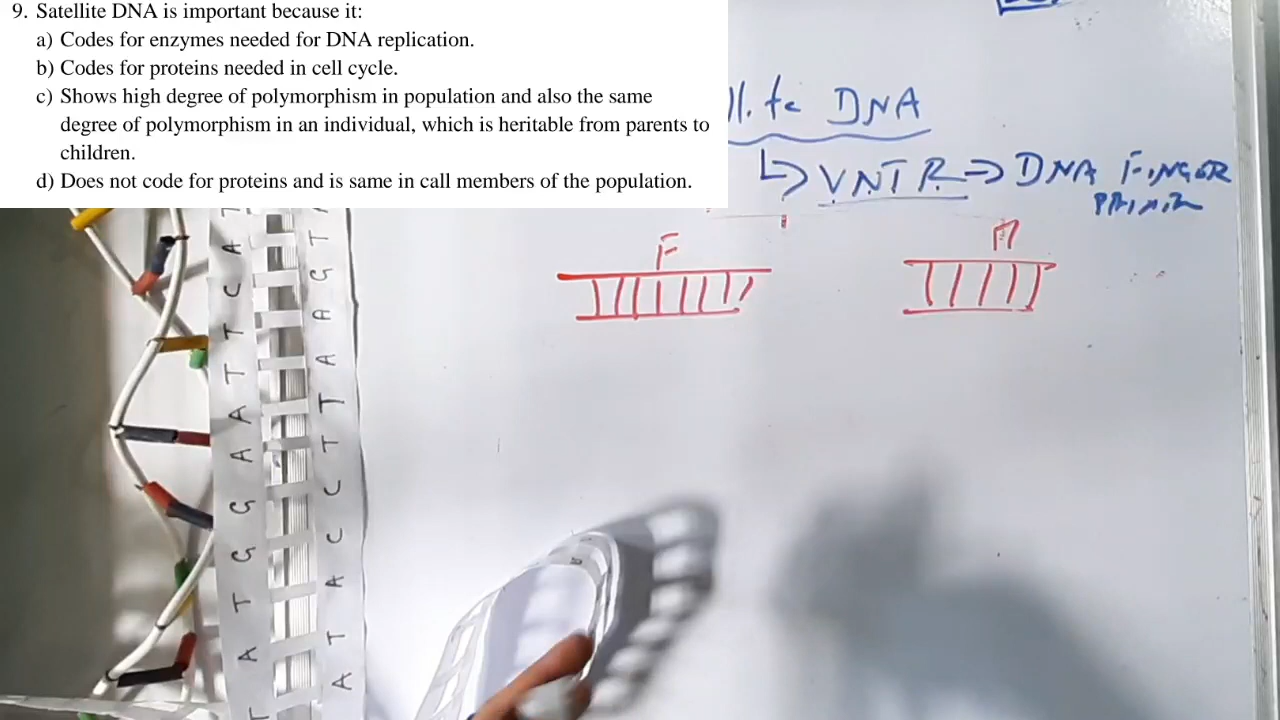 9. Satellite DNA is important because it:
a) Codes for enzymes needed for DNA replication.
b) Codes for proteins needed in cell cycle.
c) Shows high degree of polymorphism in population and also the same
degree of polymorphism in an individual, which is heritable from parents to
children.
d) Does not code for proteins and is same in call members of the population.
llite DNA
↳ VNTR ⇒ DNA FINGER
F
M
A T C A
A C T T A A G G T A T
T G A A T T C C A T A